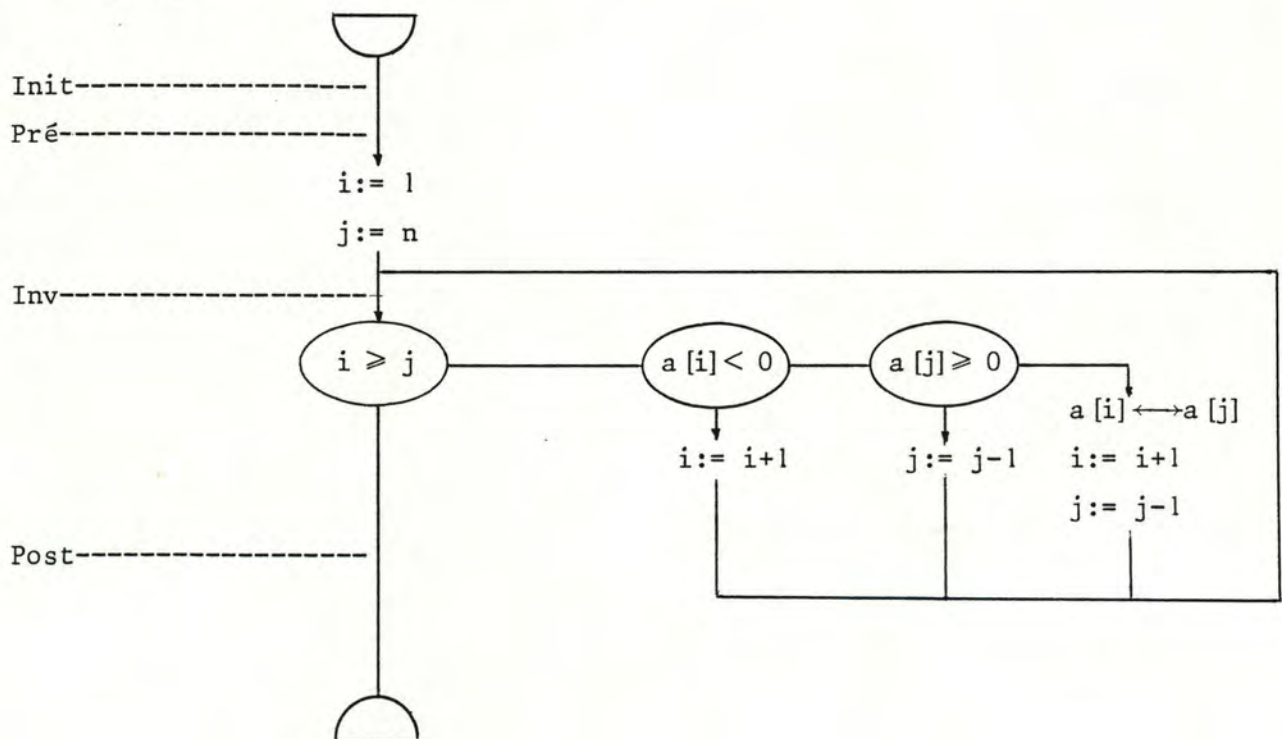 Init
Pré
i:= 1
j:= n
Inv
i ≥ j
a [i] < 0
a [j] ≥ 0
a [i] ⟷ a [j]
i:= i+1
j:= j-1
i:= i+1
j:= j-1
Post